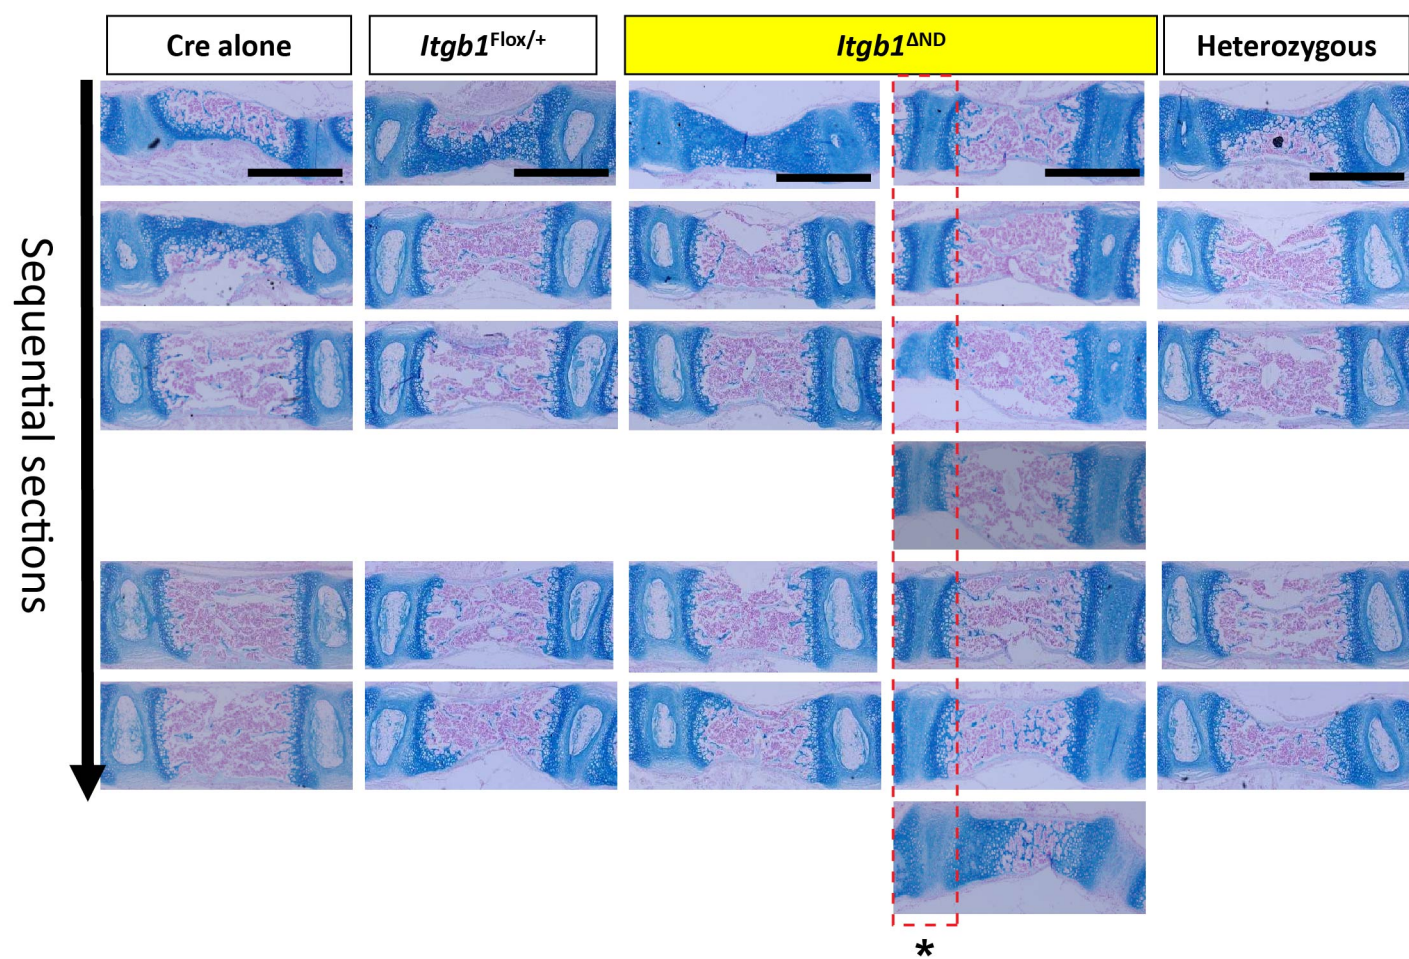 Cre alone
Itgb1Flox/+
Itgb1ΔND
Heterozygous
Sequential sections
*